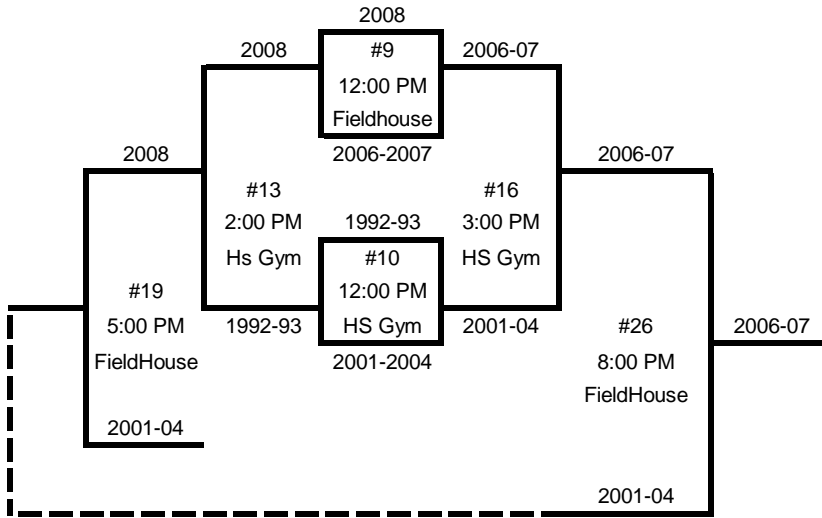 2008
2008
#9
2006-07
12:00 PM
Fieldhouse
2008
2006-2007
2006-07
#13
#16
2:00 PM
1992-93
3:00 PM
Hs Gym
#10
HS Gym
#19
12:00 PM
5:00 PM
1992-93
HS Gym
2001-04
#26
2006-07
FieldHouse
2001-2004
8:00 PM
FieldHouse
2001-04
2001-04